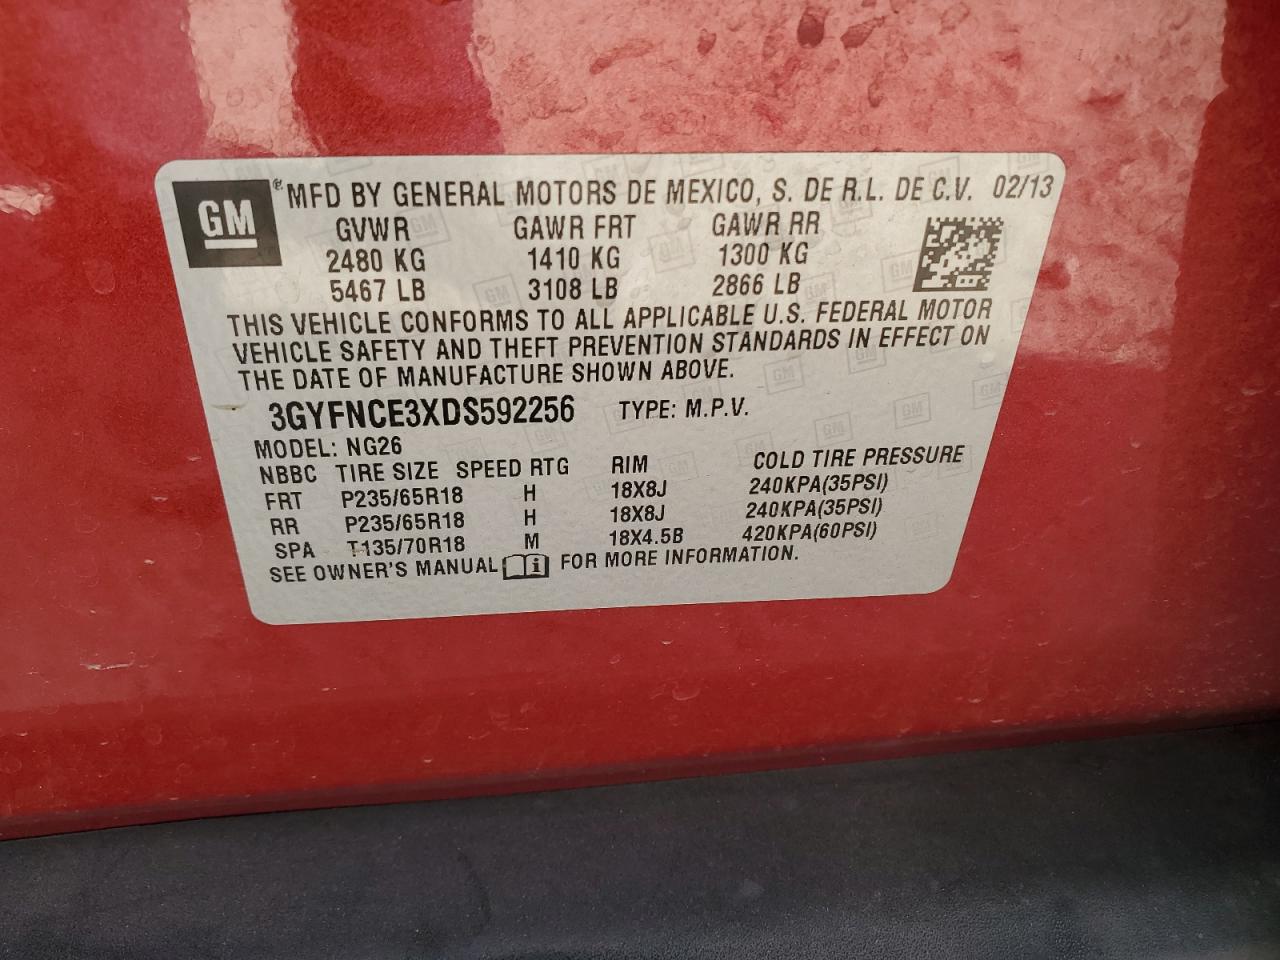 GM ® MFD BY GENERAL MOTORS DE MEXICO, S. DE R.L. DE C.V. 02/13
GVWR GAWR FRT GAWR RR
2480 KG 1410 KG 1300 KG
5467 LB 3108 LB 2866 LB
THIS VEHICLE CONFORMS TO ALL APPLICABLE U.S. FEDERAL MOTOR
VEHICLE SAFETY AND THEFT PREVENTION STANDARDS IN EFFECT ON
THE DATE OF MANUFACTURE SHOWN ABOVE.
3GYFNCE3XDS592256 TYPE: M.P.V.
MODEL: NG26
NBBC TIRE SIZE SPEED RTG RIM COLD TIRE PRESSURE
FRT P235/65R18 H 18X8J 240KPA(35PSI)
RR P235/65R18 H 18X8J 240KPA(35PSI)
SPA T135/70R18 M 18X4.5B 420KPA(60PSI)
SEE OWNER'S MANUAL i FOR MORE INFORMATION.